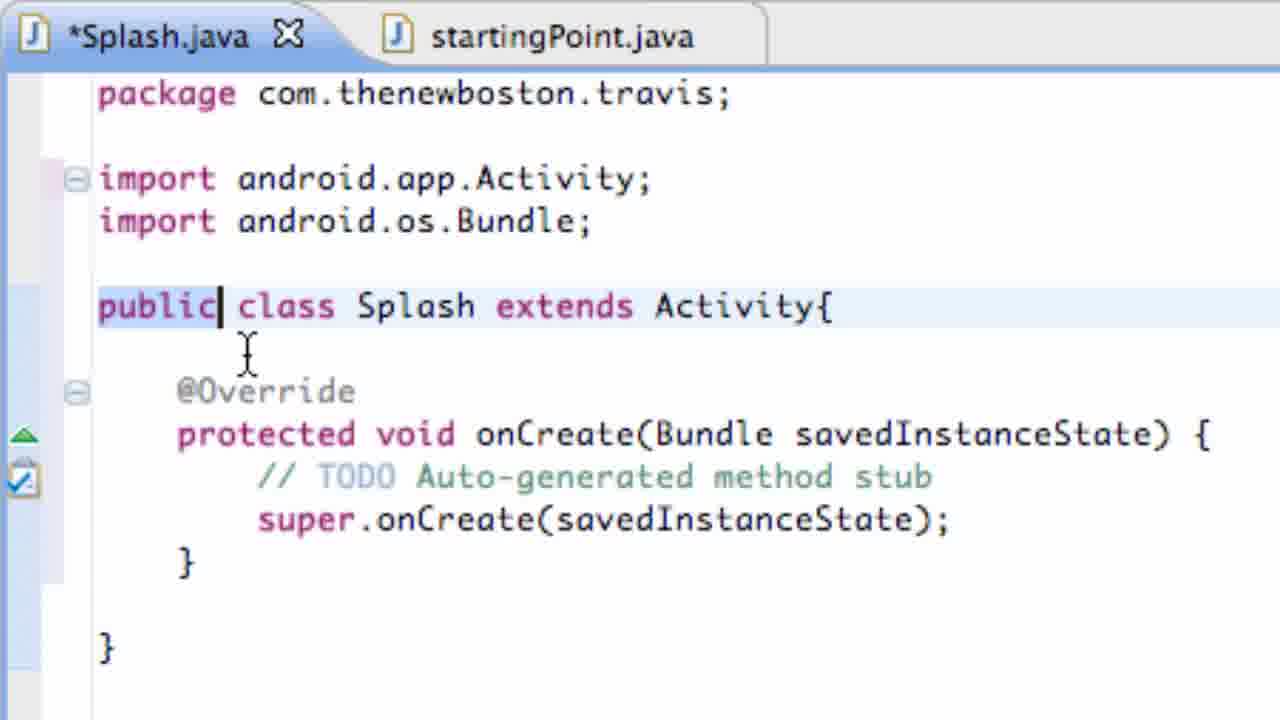 *Splash.java startingPoint.java
package com.thenewboston.travis;
import android.app.Activity;
import android.os.Bundle;
public class Splash extends Activity{
@Override
protected void onCreate(Bundle savedInstanceState) {
// TODO Auto-generated method stub
super.onCreate(savedInstanceState);
}
}